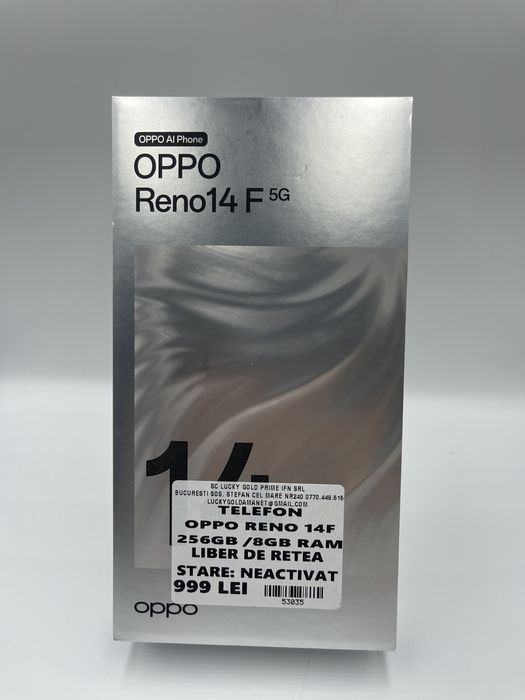 OPPO AI Phone
OPPO
Reno14 F 5G
14
SC LUCKY GOLD PRIME IFN SRL
BUCURESTI SOS. STEFAN CEL MARE NR240 0770.449.515
LUCKYGOLDAMANET@GMAIL.COM
TELEFON
OPPO RENO 14F
256GB /8GB RAM
LIBER DE RETEA
STARE: NEACTIVAT
999 LEI
53035
oppo